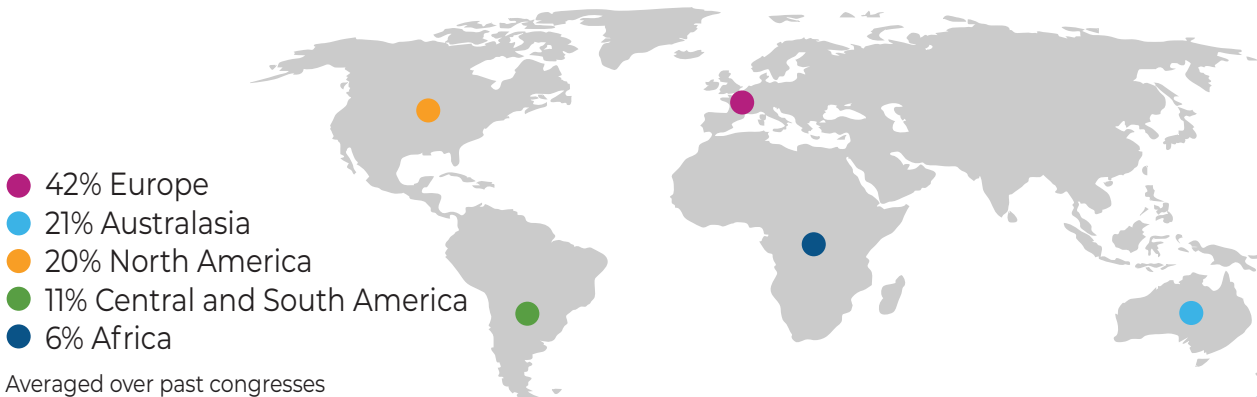 42% Europe
21% Australasia
20% North America
11% Central and South America
6% Africa
Averaged over past congresses